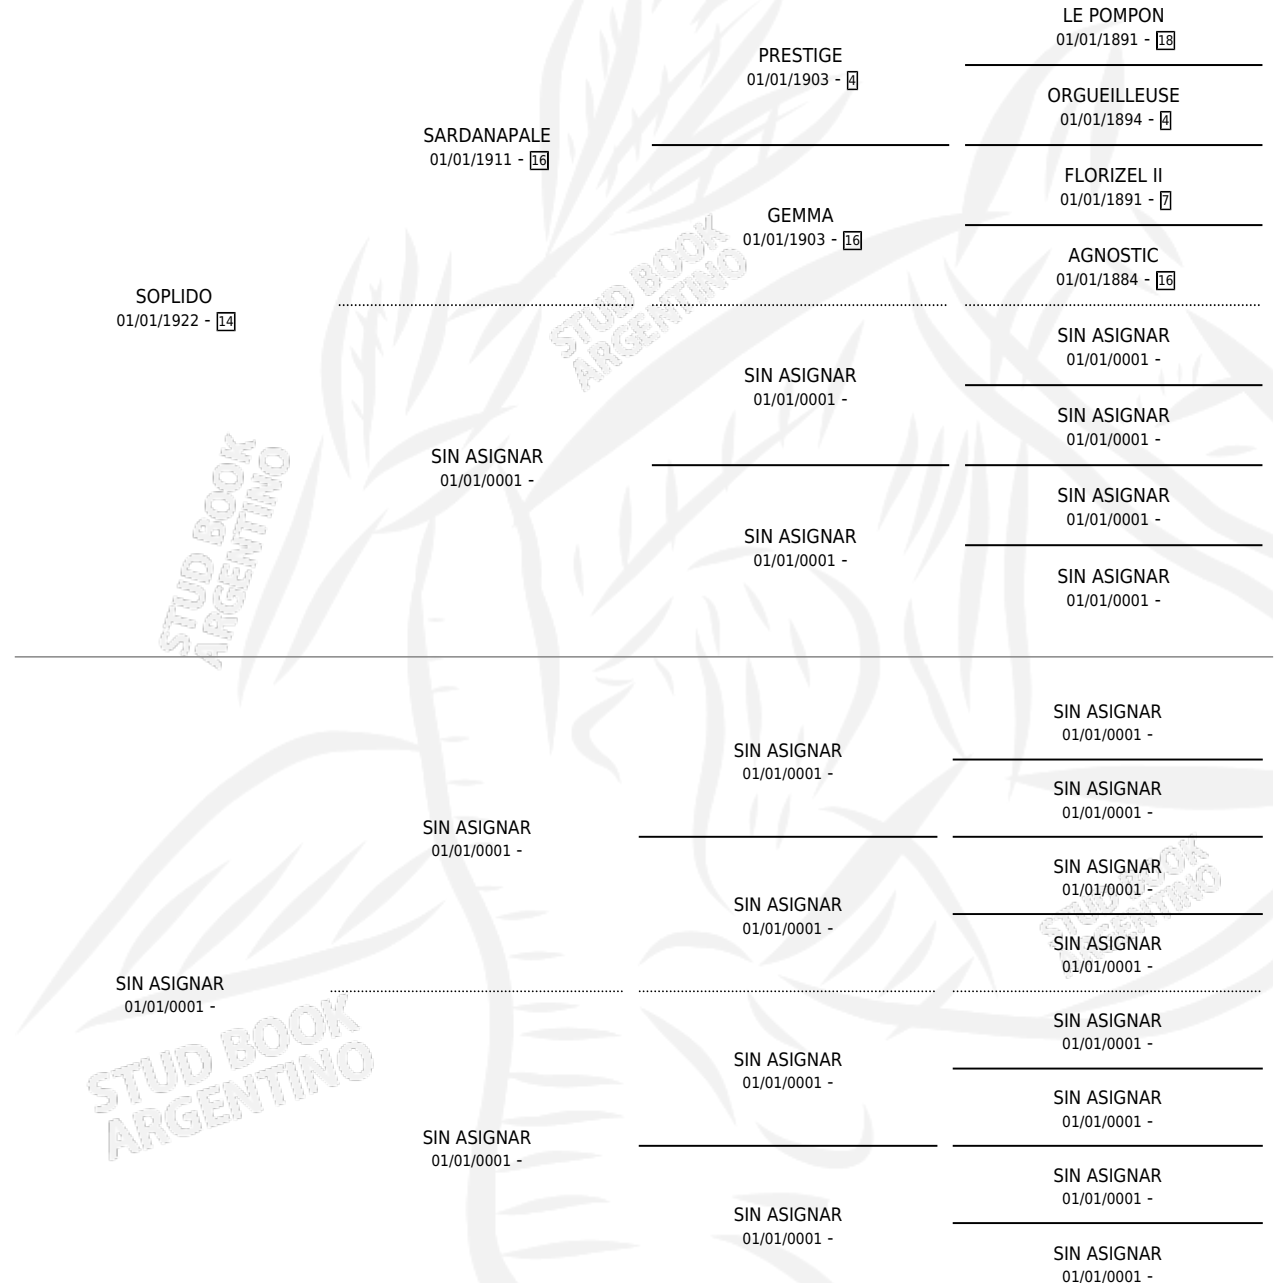 LE POMPON
01/01/1891 - 18
PRESTIGE
01/01/1903 - 4
ORGUEILLEUSE
01/01/1894 - 4
SARDANAPALE
01/01/1911 - 16
FLORIZEL II
01/01/1891 - 7
GEMMA
01/01/1903 - 16
AGNOSTIC
01/01/1884 - 16
SOPLIDO
01/01/1922 - 14
STUD BOOK
ARGENTINO
SIN ASIGNAR
01/01/0001 -
SIN ASIGNAR
01/01/0001 -
SIN ASIGNAR
01/01/0001 -
SIN ASIGNAR
01/01/0001 -
SIN ASIGNAR
01/01/0001 -
SIN ASIGNAR
01/01/0001 -
SIN ASIGNAR
01/01/0001 -
STUD BOOK
ARGENTINO
SIN ASIGNAR
01/01/0001 -
SIN ASIGNAR
01/01/0001 -
SIN ASIGNAR
01/01/0001 -
SIN ASIGNAR
01/01/0001 -
SIN ASIGNAR
01/01/0001 -
SIN ASIGNAR
01/01/0001 -
SIN ASIGNAR
01/01/0001 -
STUD BOOK
ARGENTINO
SIN ASIGNAR
01/01/0001 -
STUD BOOK
ARGENTINO
SIN ASIGNAR
01/01/0001 -
SIN ASIGNAR
01/01/0001 -
SIN ASIGNAR
01/01/0001 -
SIN ASIGNAR
01/01/0001 -
SIN ASIGNAR
01/01/0001 -
SIN ASIGNAR
01/01/0001 -
SIN ASIGNAR
01/01/0001 -